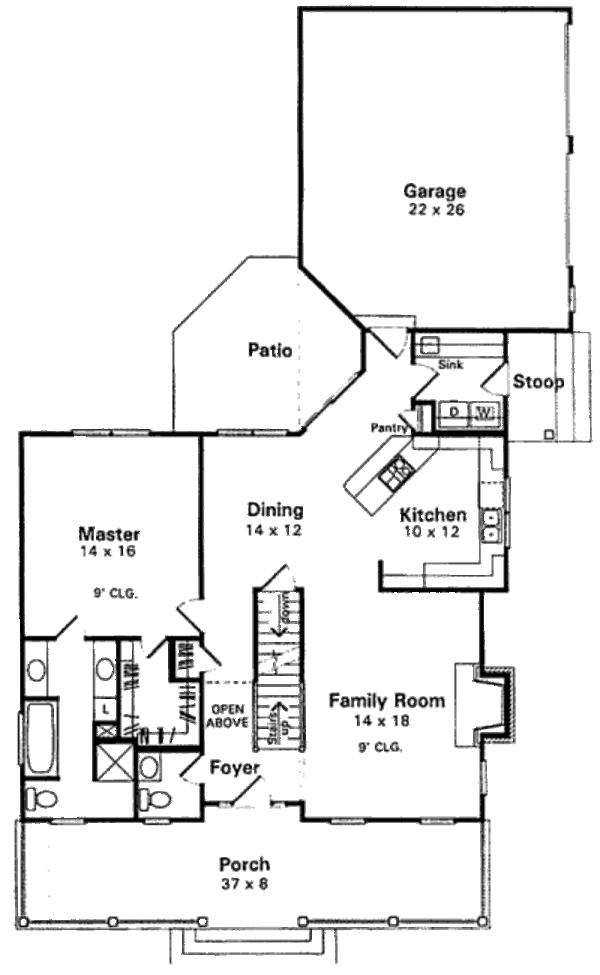 Garage
22 x 26
Patio
Sink
Stoop
D
W
Pantry
Dining
14 x 12
Kitchen
10 x 12
Master
14 x 16
9' CLG.
down
OPEN
ABOVE
Stairs
up
L
Family Room
14 x 18
9' CLG.
Foyer
Porch
37 x 8